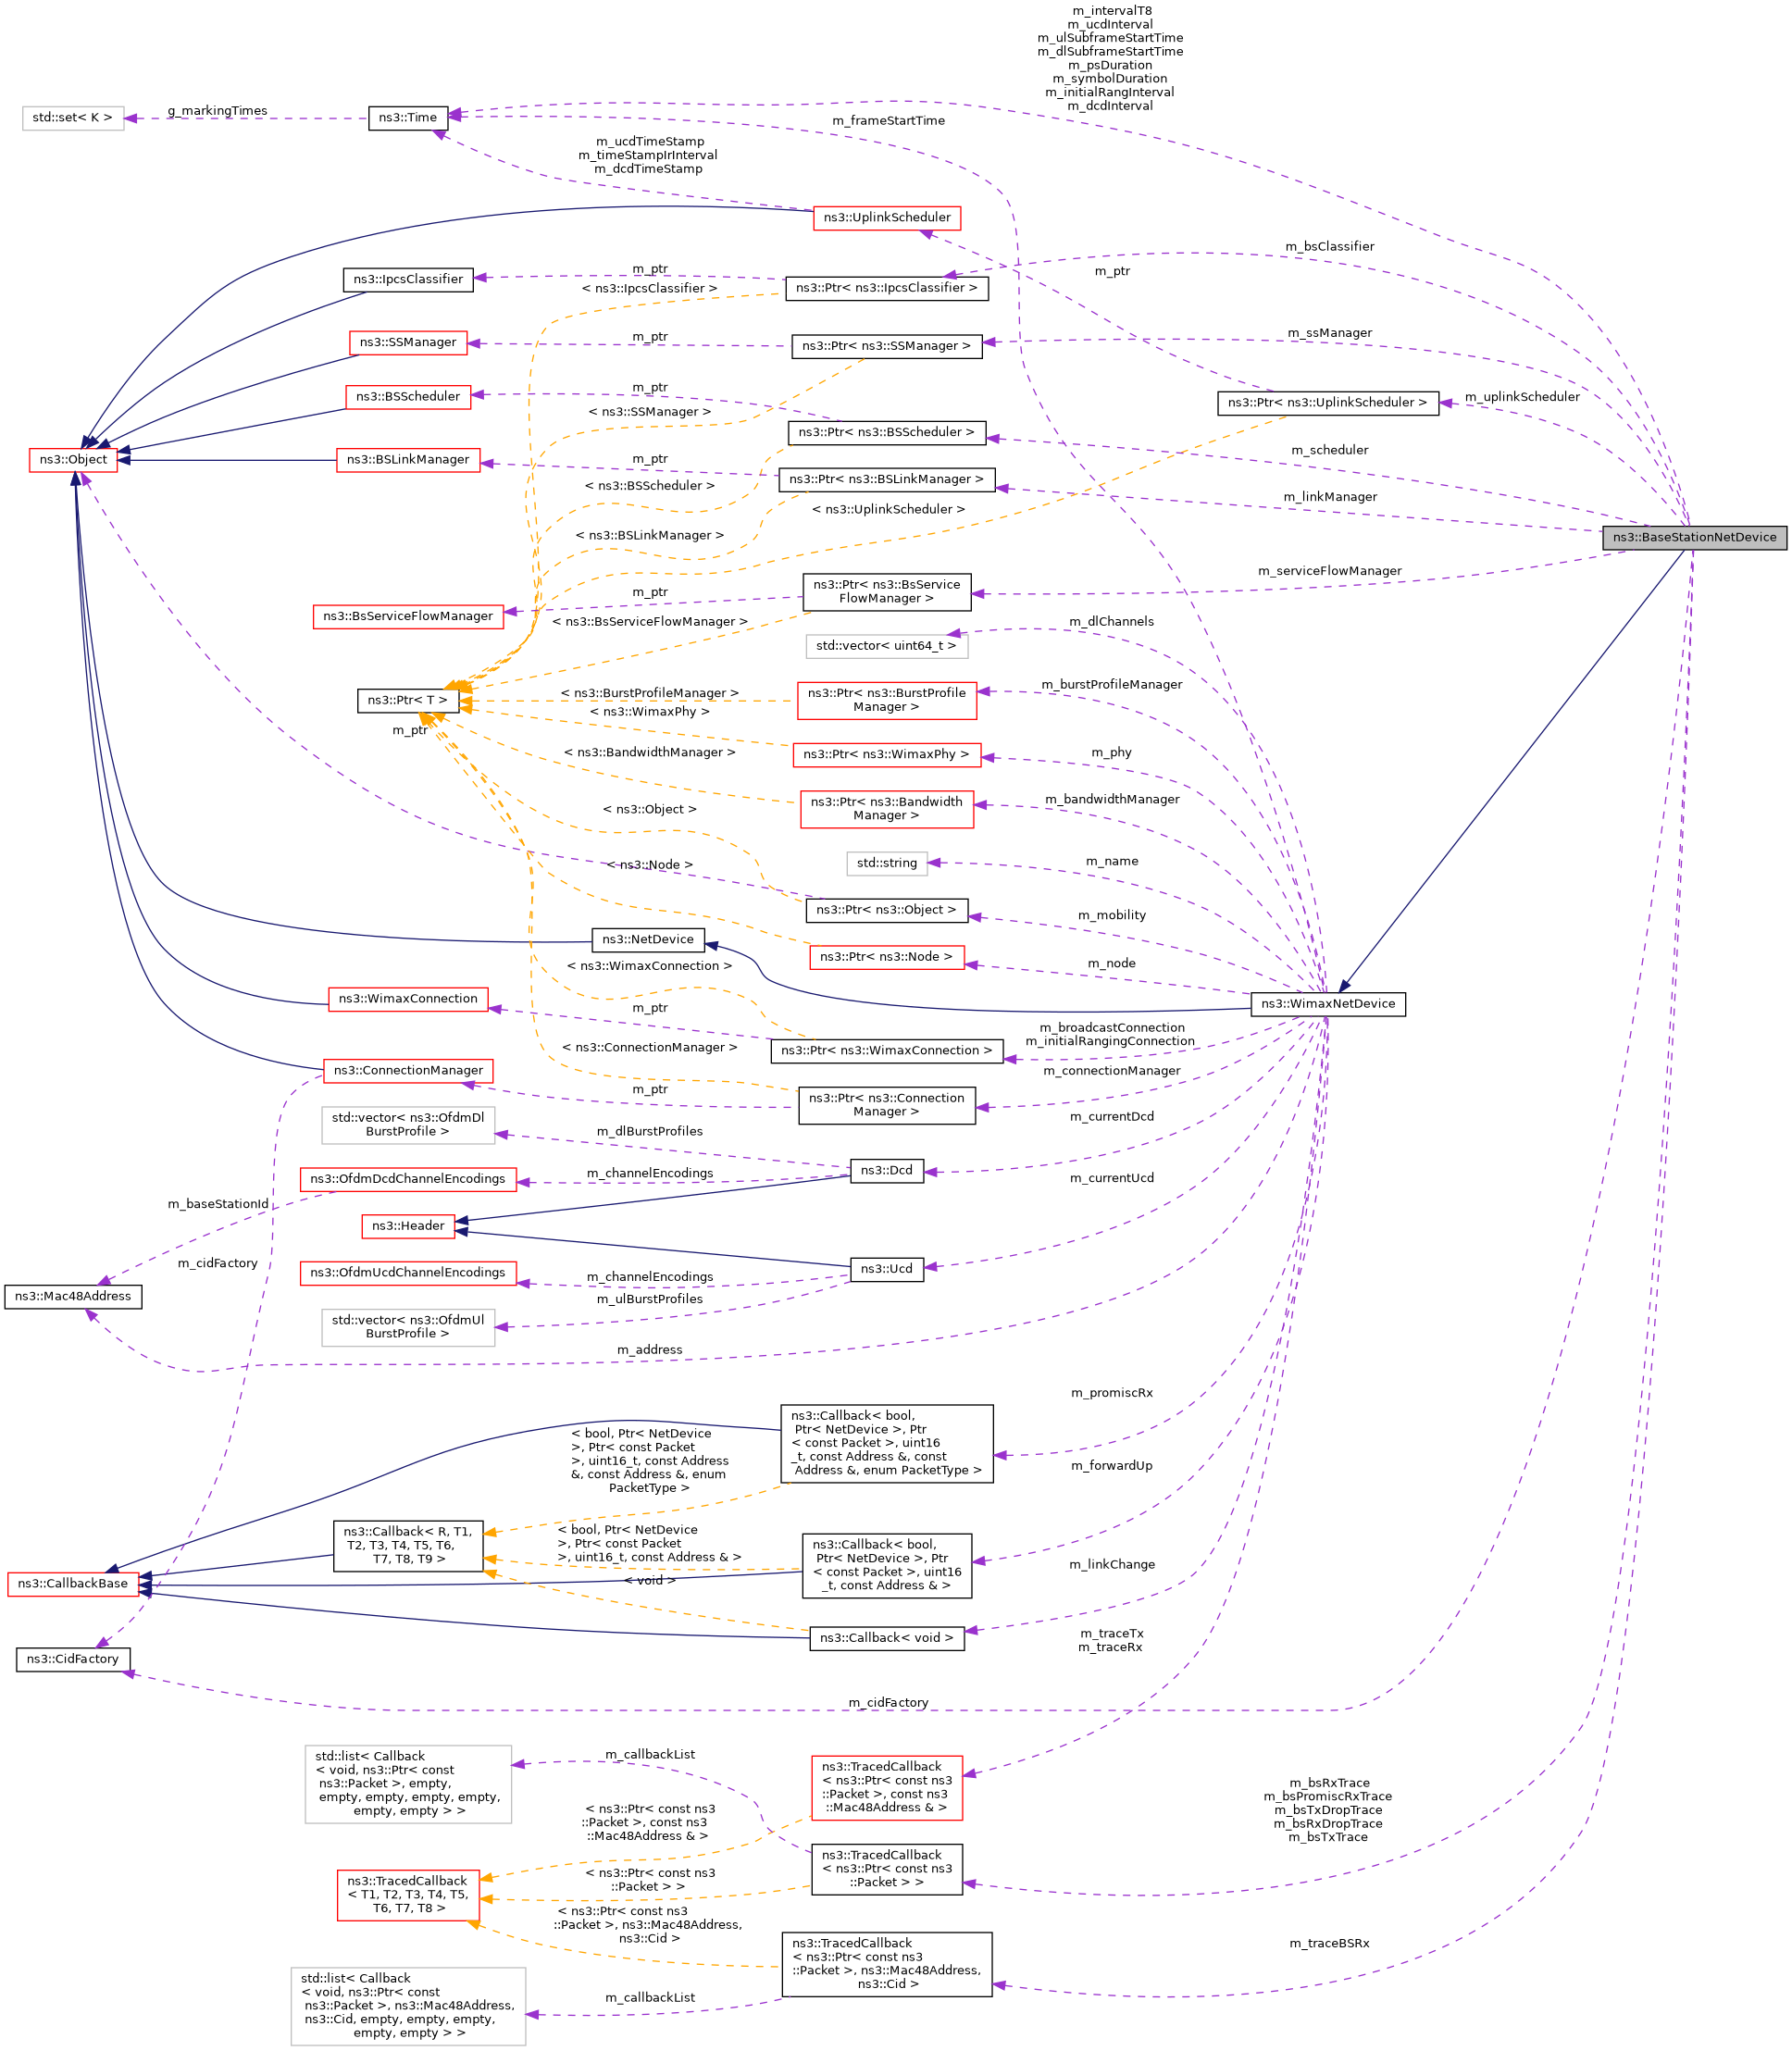 m_intervalT8
m_ucdInterval
m_ulSubframeStartTime
m_dlSubframeStartTime
m_psDuration
m_symbolDuration
m_initialRangInterval
m_dcdInterval
std::set< K >
g_markingTimes
ns3::Time
m_frameStartTime
m_ucdTimeStamp
m_timeStampIrInterval
m_dcdTimeStamp
ns3::UplinkScheduler
m_bsClassifier
ns3::IpcsClassifier
m_ptr
m_ptr
ns3::Ptr< ns3::IpcsClassifier >
< ns3::IpcsClassifier >
ns3::SSManager
m_ptr
ns3::Ptr< ns3::SSManager >
m_ssManager
ns3::BSScheduler
m_ptr
ns3::Ptr< ns3::UplinkScheduler >
m_uplinkScheduler
< ns3::SSManager >
ns3::Ptr< ns3::BSScheduler >
m_scheduler
ns3::Object
ns3::BSLinkManager
m_ptr
ns3::Ptr< ns3::BSLinkManager >
< ns3::BSScheduler >
m_linkManager
< ns3::UplinkScheduler >
< ns3::BSLinkManager >
ns3::BaseStationNetDevice
m_serviceFlowManager
ns3::Ptr< ns3::BsService
FlowManager >
m_ptr
ns3::BsServiceFlowManager
< ns3::BsServiceFlowManager >
m_dlChannels
std::vector< uint64_t >
ns3::Ptr< T >
< ns3::BurstProfileManager >
ns3::Ptr< ns3::BurstProfile
Manager >
m_burstProfileManager
< ns3::WimaxPhy >
m_ptr
< ns3::BandwidthManager >
ns3::Ptr< ns3::WimaxPhy >
m_phy
ns3::Ptr< ns3::Bandwidth
Manager >
m_bandwidthManager
< ns3::Object >
std::string
m_name
< ns3::Node >
ns3::Ptr< ns3::Object >
m_mobility
ns3::NetDevice
ns3::Ptr< ns3::Node >
m_node
< ns3::WimaxConnection >
ns3::WimaxConnection
m_ptr
ns3::WimaxNetDevice
m_broadcastConnection
m_initialRangingConnection
ns3::Ptr< ns3::WimaxConnection >
< ns3::ConnectionManager >
ns3::ConnectionManager
m_connectionManager
m_ptr
ns3::Ptr< ns3::Connection
Manager >
std::vector< ns3::OfdmDl
BurstProfile >
m_dlBurstProfiles
m_currentDcd
ns3::OfdmDcdChannelEncodings
m_channelEncodings
ns3::Dcd
m_currentUcd
m_baseStationId
ns3::Header
m_cidFactory
ns3::OfdmUcdChannelEncodings
m_channelEncodings
ns3::Ucd
ns3::Mac48Address
m_ulBurstProfiles
std::vector< ns3::OfdmUl
BurstProfile >
m_address
m_promiscRx
ns3::Callback< bool,
Ptr< NetDevice >, Ptr
< const Packet >, uint16
_t, const Address &, const
Address &, enum PacketType >
< bool, Ptr< NetDevice
>, Ptr< const Packet
>, uint16_t, const Address
&, const Address &, enum
PacketType >
m_forwardUp
ns3::Callback< R, T1,
T2, T3, T4, T5, T6,
T7, T8, T9 >
< bool, Ptr< NetDevice
>, Ptr< const Packet
>, uint16_t, const Address & >
ns3::Callback< bool,
Ptr< NetDevice >, Ptr
< const Packet >, uint16
_t, const Address & >
m_linkChange
ns3::CallbackBase
< void >
ns3::Callback< void >
m_traceTx
m_traceRx
ns3::CidFactory
m_cidFactory
std::list< Callback
< void, ns3::Ptr< const
ns3::Packet >, empty,
empty, empty, empty, empty,
empty, empty > >
m_callbackList
ns3::TracedCallback
< ns3::Ptr< const ns3
::Packet >, const ns3
::Mac48Address & >
m_bsRxTrace
m_bsPromiscRxTrace
m_bsTxDropTrace
m_bsRxDropTrace
m_bsTxTrace
< ns3::Ptr< const ns3
::Packet >, const ns3
::Mac48Address & >
ns3::TracedCallback
< ns3::Ptr< const ns3
::Packet > >
ns3::TracedCallback
< T1, T2, T3, T4, T5,
T6, T7, T8 >
< ns3::Ptr< const ns3
::Packet > >
< ns3::Ptr< const ns3
::Packet >, ns3::Mac48Address,
ns3::Cid >
ns3::TracedCallback
< ns3::Ptr< const ns3
::Packet >, ns3::Mac48Address,
ns3::Cid >
m_traceBSRx
std::list< Callback
< void, ns3::Ptr< const
ns3::Packet >, ns3::Mac48Address,
ns3::Cid, empty, empty, empty,
empty, empty > >
m_callbackList